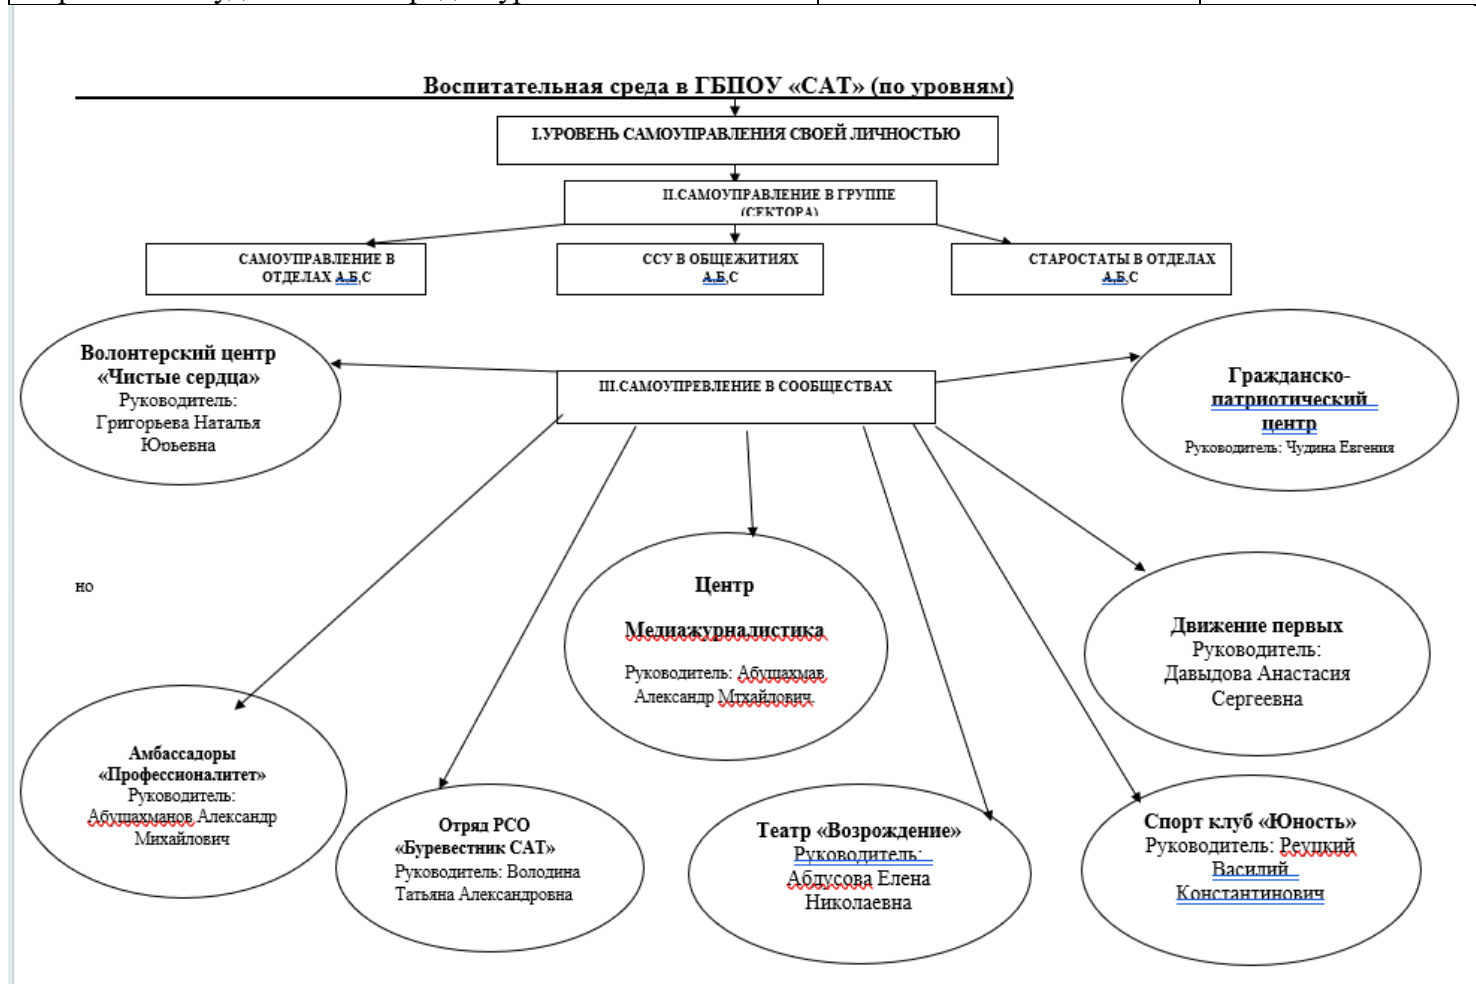 Воспитательная среда в ГБПОУ «САТ» (по уровням)
I.УРОВЕНЬ САМОУПРАВЛЕНИЯ СВОЕЙ ЛИЧНОСТЬЮ
II.САМОУПРАВЛЕНИЕ В ГРУППЕ
(СЕКТОРА)
САМОУПРАВЛЕНИЕ В
ОТДЕЛАХ А,Б,С
ССУ В ОБЩЕЖИТИЯХ
А,Б,С
СТАРОСТАТЫ В ОТДЕЛАХ
А,Б,С
Волонтерский центр
«Чистые сердца»
Руководитель:
Григорьева Наталья
Юрьевна
III.САМОУПРЕВЛЕНИЕ В СООБЩЕСТВАХ
Гражданско-
патриотический
центр
Руководитель: Чудина Евгения
но
Центр
Медиажурналистика
Руководитель: Абушахмав
Александр Мтхайлович
Движение первых
Руководитель:
Давыдова Анастасия
Сергеевна
Амбассадоры
«Профессионалитет»
Руководитель:
Абушахманов Александр
Михайлович
Отряд РСО
«Буревестник САТ»
Руководитель: Володина
Татьяна Александровна
Театр «Возрождение»
Руководитель:
Абдусова Елена
Николаевна
Спорт клуб «Юность»
Руководитель: Реуцкий
Василий
Константинович